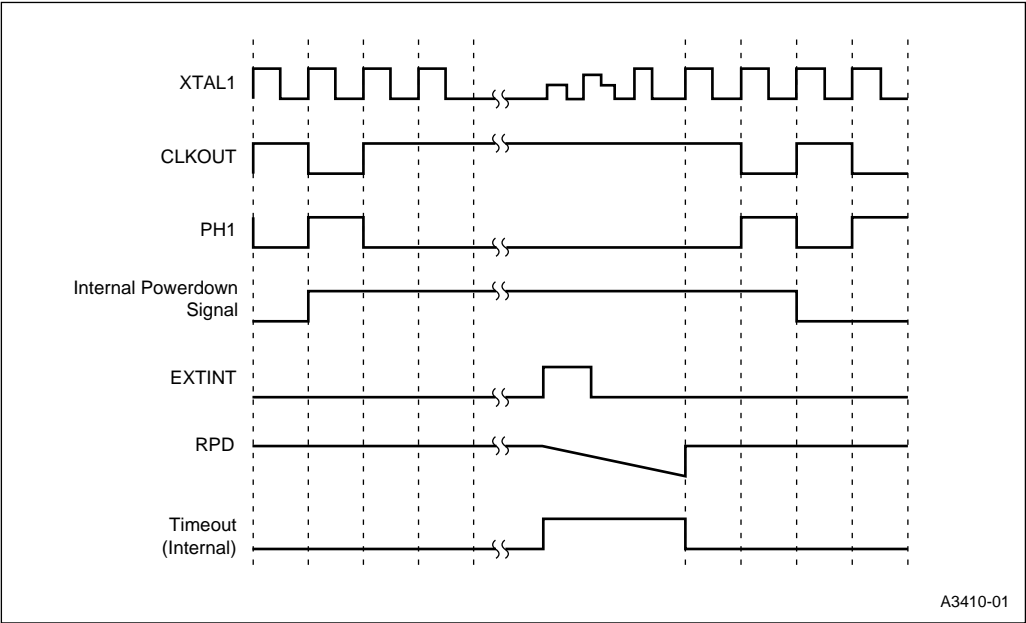 XTAL1
CLKOUT
PH1
Internal Powerdown
Signal
EXTINT
RPD
Timeout
(Internal)
A3410-01